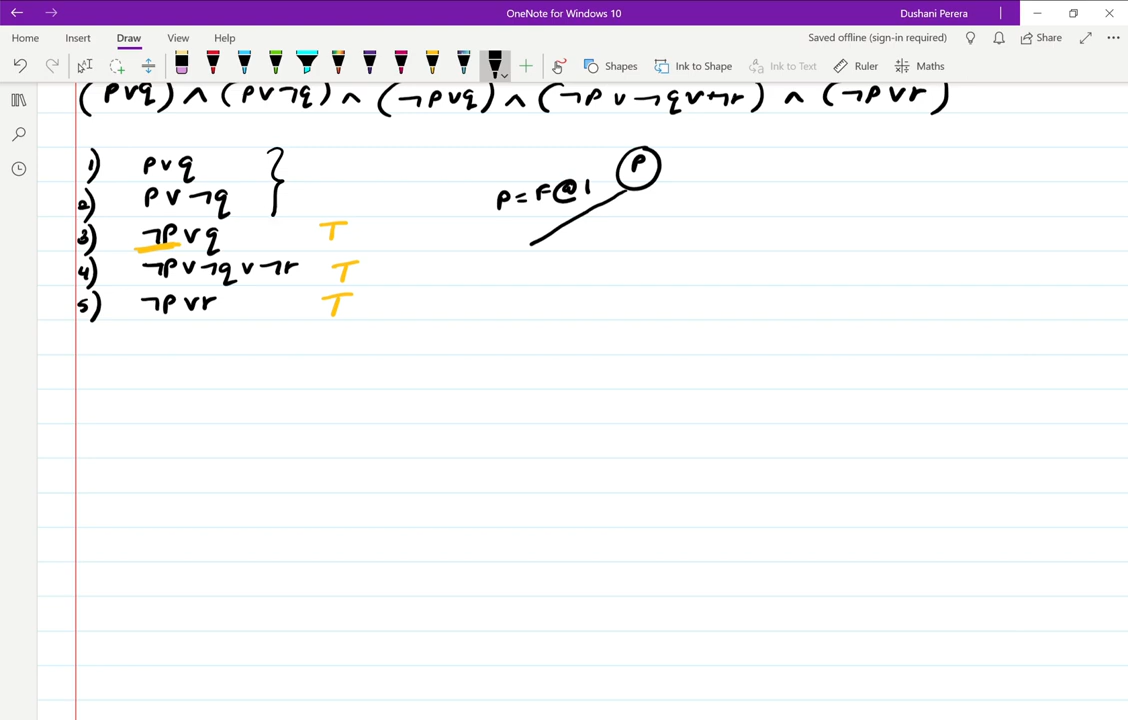 OneNote for Windows 10
Dushani Perera
Home Insert Draw View Help
Saved offline (sign-in required)
Share
Shapes
Ink to Shape
Ink to Text
Ruler
Maths
(p∨q) ∧ (p∨¬q) ∧ (¬p∨q) ∧ (¬p∨¬q∨¬r) ∧ (¬p∨r)
1) p∨q
2) p∨¬q
3) ¬p∨q T
4) ¬p∨¬q∨¬r T
5) ¬p∨r T
P
P=F@1